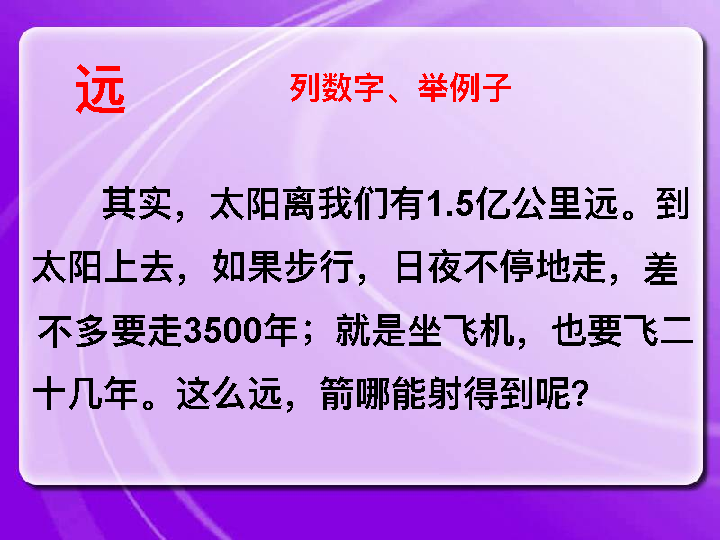 远
列数字、举例子
其实，太阳离我们有1.5亿公里远。到
太阳上去，如果步行，日夜不停地走，差
不多要走3500年；就是坐飞机，也要飞二
十几年。这么远，箭哪能射得到呢?